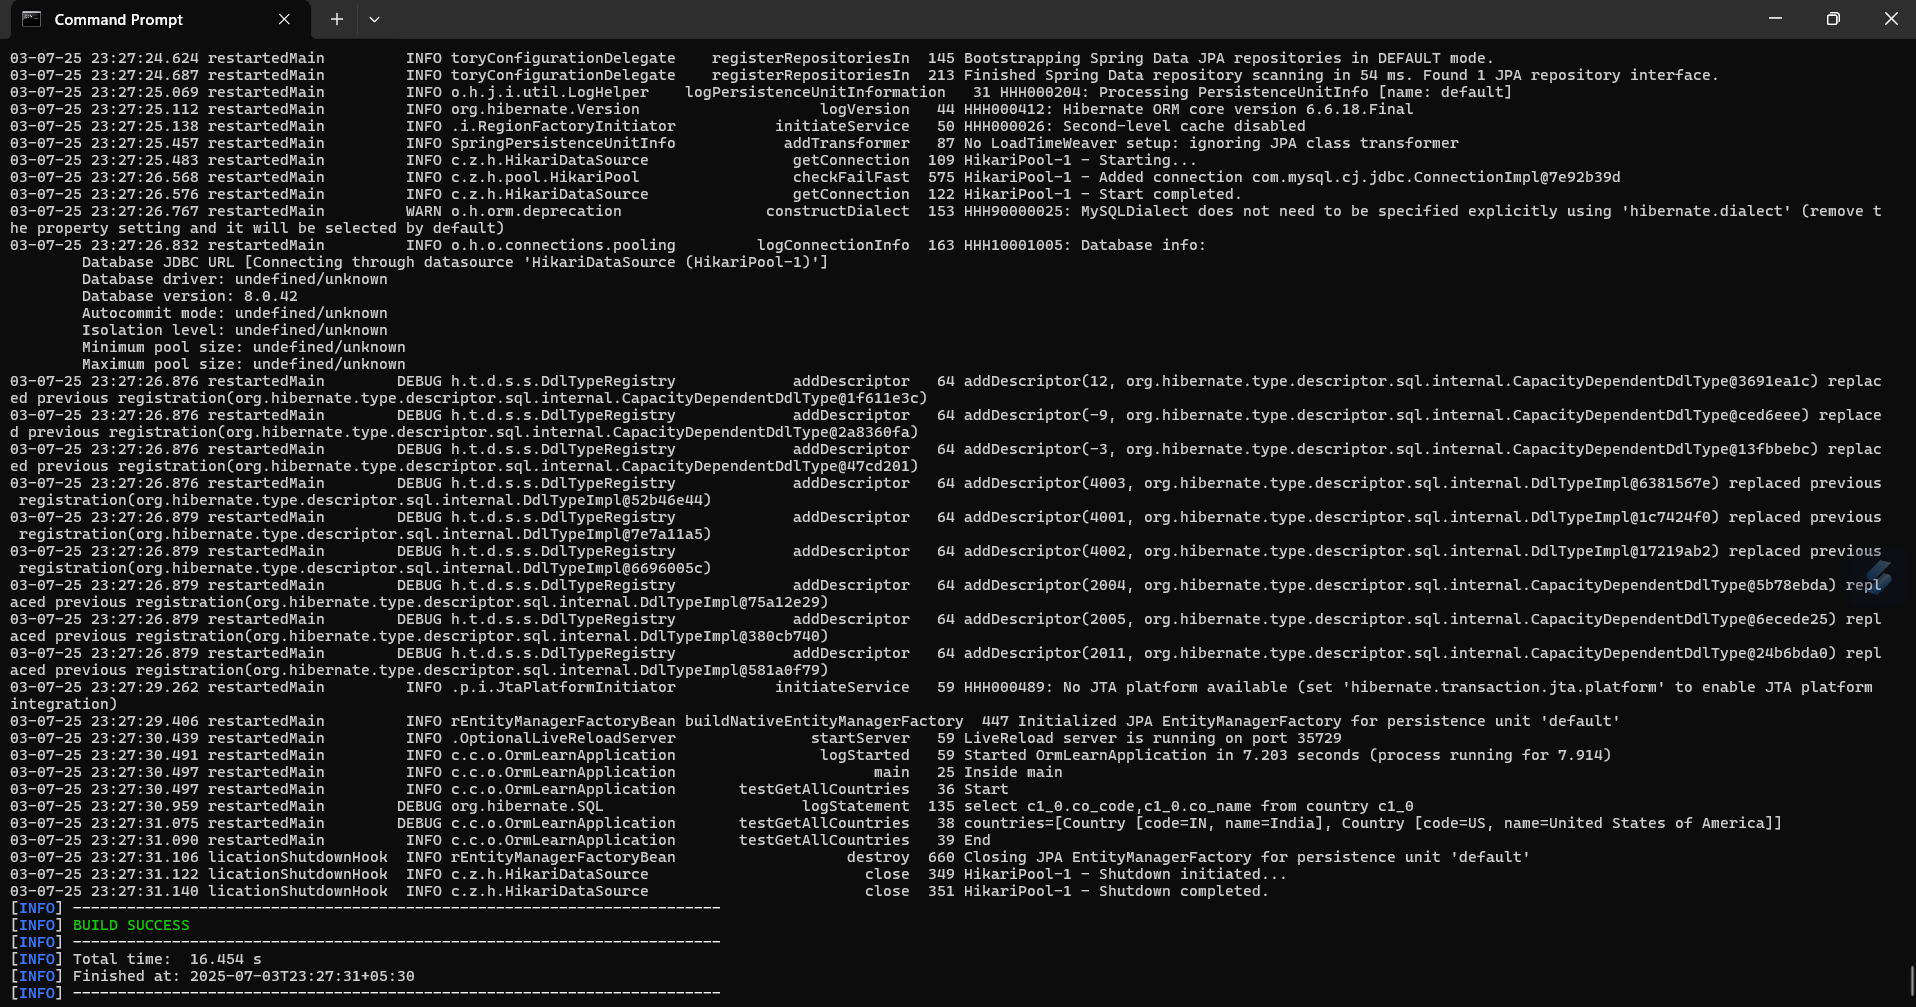 Command Prompt
03-07-25 23:27:24.624 restartedMain         INFO toryConfigurationDelegate    registerRepositoriesIn  145 Bootstrapping Spring Data JPA repositories in DEFAULT mode.
03-07-25 23:27:24.687 restartedMain         INFO toryConfigurationDelegate    registerRepositoriesIn  213 Finished Spring Data repository scanning in 54 ms. Found 1 JPA repository interface.
03-07-25 23:27:25.069 restartedMain         INFO o.h.j.i.util.LogHelper    logPersistenceUnitInformation   31 HHH000204: Processing PersistenceUnitInfo [name: default]
03-07-25 23:27:25.112 restartedMain         INFO org.hibernate.Version                    logVersion   44 HHH000412: Hibernate ORM core version 6.6.18.Final
03-07-25 23:27:25.138 restartedMain         INFO .i.RegionFactoryInitiator           initiateService   50 HHH000026: Second-level cache disabled
03-07-25 23:27:25.457 restartedMain         INFO SpringPersistenceUnitInfo            addTransformer   87 No LoadTimeWeaver setup: ignoring JPA class transformer
03-07-25 23:27:25.483 restartedMain         INFO c.z.h.HikariDataSource                getConnection  109 HikariPool-1 - Starting...
03-07-25 23:27:26.568 restartedMain         INFO c.z.h.pool.HikariPool                 checkFailFast  575 HikariPool-1 - Added connection com.mysql.cj.jdbc.ConnectionImpl@7e92b39d
03-07-25 23:27:26.576 restartedMain         INFO c.z.h.HikariDataSource                getConnection  122 HikariPool-1 - Start completed.
03-07-25 23:27:26.767 restartedMain         WARN o.h.orm.deprecation                constructDialect  153 HHH90000025: MySQLDialect does not need to be specified explicitly using 'hibernate.dialect' (remove t
he property setting and it will be selected by default)
03-07-25 23:27:26.832 restartedMain         INFO o.h.o.connections.pooling         logConnectionInfo  163 HHH10001005: Database info:
        Database JDBC URL [Connecting through datasource 'HikariDataSource (HikariPool-1)']
        Database driver: undefined/unknown
        Database version: 8.0.42
        Autocommit mode: undefined/unknown
        Isolation level: undefined/unknown
        Minimum pool size: undefined/unknown
        Maximum pool size: undefined/unknown
03-07-25 23:27:26.876 restartedMain        DEBUG h.t.d.s.s.DdlTypeRegistry             addDescriptor   64 addDescriptor(12, org.hibernate.type.descriptor.sql.internal.CapacityDependentDdlType@3691ea1c) replac
ed previous registration(org.hibernate.type.descriptor.sql.internal.CapacityDependentDdlType@1f611e3c)
03-07-25 23:27:26.876 restartedMain        DEBUG h.t.d.s.s.DdlTypeRegistry             addDescriptor   64 addDescriptor(-9, org.hibernate.type.descriptor.sql.internal.CapacityDependentDdlType@ced6eee) replace
d previous registration(org.hibernate.type.descriptor.sql.internal.CapacityDependentDdlType@2a8360fa)
03-07-25 23:27:26.876 restartedMain        DEBUG h.t.d.s.s.DdlTypeRegistry             addDescriptor   64 addDescriptor(-3, org.hibernate.type.descriptor.sql.internal.CapacityDependentDdlType@13fbbebc) replac
ed previous registration(org.hibernate.type.descriptor.sql.internal.CapacityDependentDdlType@47cd201)
03-07-25 23:27:26.876 restartedMain        DEBUG h.t.d.s.s.DdlTypeRegistry             addDescriptor   64 addDescriptor(4003, org.hibernate.type.descriptor.sql.internal.DdlTypeImpl@6381567e) replaced previous
 registration(org.hibernate.type.descriptor.sql.internal.DdlTypeImpl@52b46e44)
03-07-25 23:27:26.879 restartedMain        DEBUG h.t.d.s.s.DdlTypeRegistry             addDescriptor   64 addDescriptor(4001, org.hibernate.type.descriptor.sql.internal.DdlTypeImpl@1c7424f0) replaced previous
 registration(org.hibernate.type.descriptor.sql.internal.DdlTypeImpl@7e7a11a5)
03-07-25 23:27:26.879 restartedMain        DEBUG h.t.d.s.s.DdlTypeRegistry             addDescriptor   64 addDescriptor(4002, org.hibernate.type.descriptor.sql.internal.DdlTypeImpl@17219ab2) replaced previous
 registration(org.hibernate.type.descriptor.sql.internal.DdlTypeImpl@6696005c)
03-07-25 23:27:26.879 restartedMain        DEBUG h.t.d.s.s.DdlTypeRegistry             addDescriptor   64 addDescriptor(2004, org.hibernate.type.descriptor.sql.internal.CapacityDependentDdlType@5b78ebda) repl
aced previous registration(org.hibernate.type.descriptor.sql.internal.DdlTypeImpl@75a12e29)
03-07-25 23:27:26.879 restartedMain        DEBUG h.t.d.s.s.DdlTypeRegistry             addDescriptor   64 addDescriptor(2005, org.hibernate.type.descriptor.sql.internal.CapacityDependentDdlType@6ecede25) repl
aced previous registration(org.hibernate.type.descriptor.sql.internal.DdlTypeImpl@380cb740)
03-07-25 23:27:26.879 restartedMain        DEBUG h.t.d.s.s.DdlTypeRegistry             addDescriptor   64 addDescriptor(2011, org.hibernate.type.descriptor.sql.internal.CapacityDependentDdlType@24b6bda0) repl
aced previous registration(org.hibernate.type.descriptor.sql.internal.DdlTypeImpl@581a0f79)
03-07-25 23:27:29.262 restartedMain         INFO .p.i.JtaPlatformInitiator           initiateService   59 HHH000489: No JTA platform available (set 'hibernate.transaction.jta.platform' to enable JTA platform
integration)
03-07-25 23:27:29.406 restartedMain         INFO rEntityManagerFactoryBean buildNativeEntityManagerFactory  447 Initialized JPA EntityManagerFactory for persistence unit 'default'
03-07-25 23:27:30.439 restartedMain         INFO .OptionalLiveReloadServer               startServer   59 LiveReload server is running on port 35729
03-07-25 23:27:30.491 restartedMain         INFO c.c.o.OrmLearnApplication                logStarted   59 Started OrmLearnApplication in 7.203 seconds (process running for 7.914)
03-07-25 23:27:30.497 restartedMain         INFO c.c.o.OrmLearnApplication                      main   25 Inside main
03-07-25 23:27:30.497 restartedMain         INFO c.c.o.OrmLearnApplication       testGetAllCountries   36 Start
03-07-25 23:27:30.959 restartedMain        DEBUG org.hibernate.SQL                      logStatement  135 select c1_0.co_code,c1_0.co_name from country c1_0
03-07-25 23:27:31.075 restartedMain        DEBUG c.c.o.OrmLearnApplication       testGetAllCountries   38 countries=[Country [code=IN, name=India], Country [code=US, name=United States of America]]
03-07-25 23:27:31.090 restartedMain         INFO c.c.o.OrmLearnApplication       testGetAllCountries   39 End
03-07-25 23:27:31.106 licationShutdownHook  INFO rEntityManagerFactoryBean                   destroy  660 Closing JPA EntityManagerFactory for persistence unit 'default'
03-07-25 23:27:31.122 licationShutdownHook  INFO c.z.h.HikariDataSource                        close  349 HikariPool-1 - Shutdown initiated...
03-07-25 23:27:31.140 licationShutdownHook  INFO c.z.h.HikariDataSource                        close  351 HikariPool-1 - Shutdown completed.
[INFO] ------------------------------------------------------------------------
[INFO] BUILD SUCCESS
[INFO] ------------------------------------------------------------------------
[INFO] Total time:  16.454 s
[INFO] Finished at: 2025-07-03T23:27:31+05:30
[INFO] ------------------------------------------------------------------------